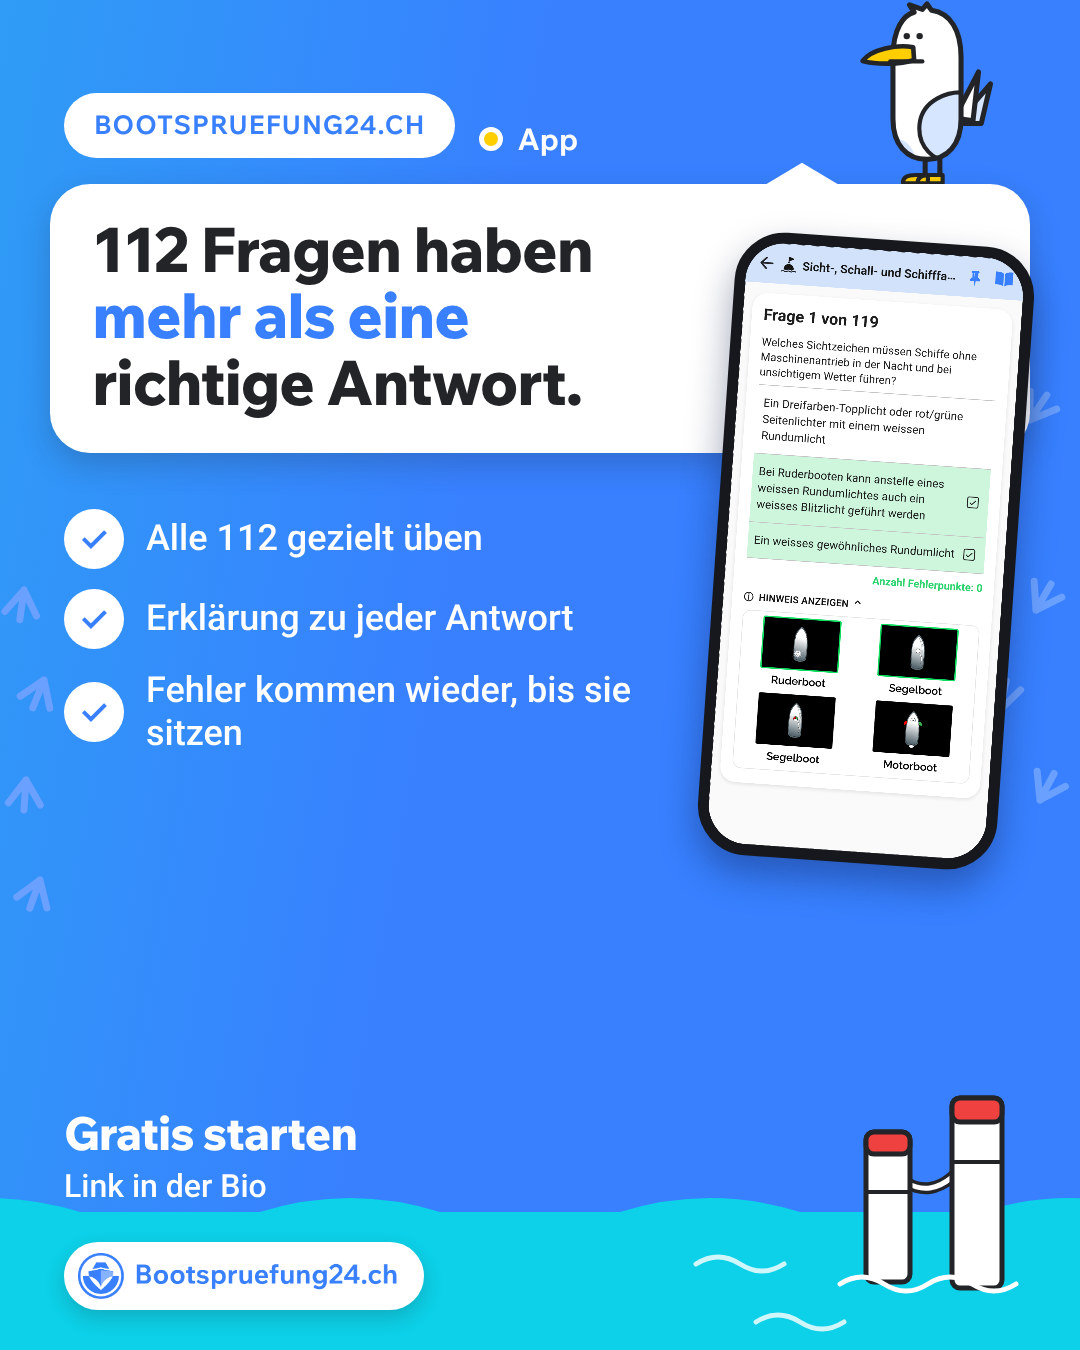 BOOTSPRUEFUNG24.CH
App
112 Fragen haben
mehr als eine
richtige Antwort.
Alle 112 gezielt üben
Erklärung zu jeder Antwort
Fehler kommen wieder, bis sie
sitzen
Sicht-, Schall- und Schifffa...
Frage 1 von 119
Welches Sichtzeichen müssen Schiffe ohne
Maschinenantrieb in der Nacht und bei
unsichtigem Wetter führen?
Ein Dreifarben-Topplicht oder rot/grüne
Seitenlichter mit einem weissen
Rundumlicht
Bei Ruderbooten kann anstelle eines
weissen Rundumlichtes auch ein
weisses Blitzlicht geführt werden
Ein weisses gewöhnliches Rundumlicht
Anzahl Fehlerpunkte: 0
HINWEIS ANZEIGEN
Ruderboot
Segelboot
Segelboot
Motorboot
Gratis starten
Link in der Bio
Bootspruefung24.ch